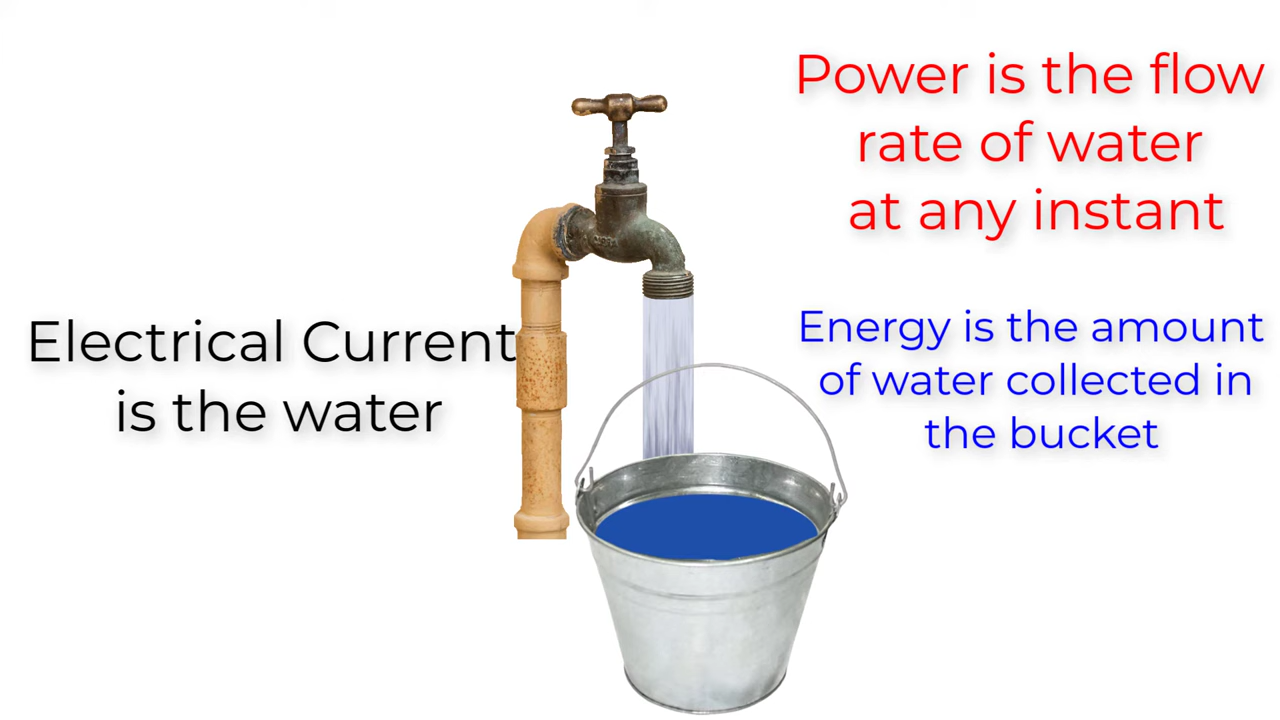 Power is the flow
rate of water
at any instant
Electrical Current
is the water
Energy is the amount
of water collected in
the bucket